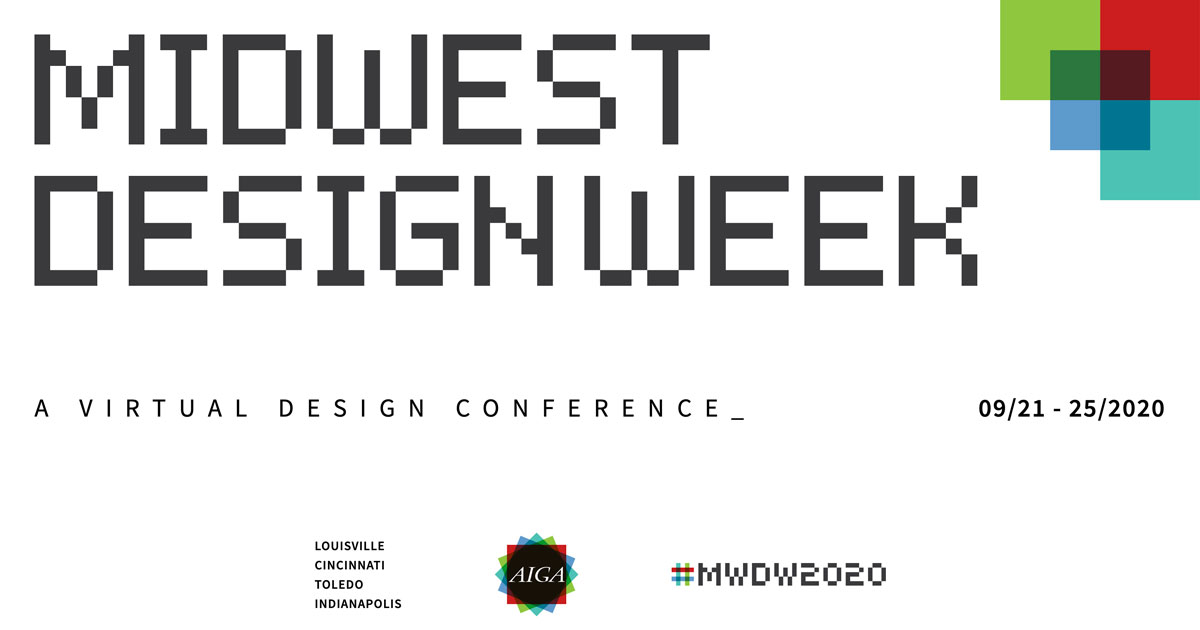 MIDWEST
DESIGN WEEK
A VIRTUAL DESIGN CONFERENCE_
09/21 - 25/2020
LOUISVILLE
CINCINNATI
TOLEDO
INDIANAPOLIS
AIGA
#MWDW2020